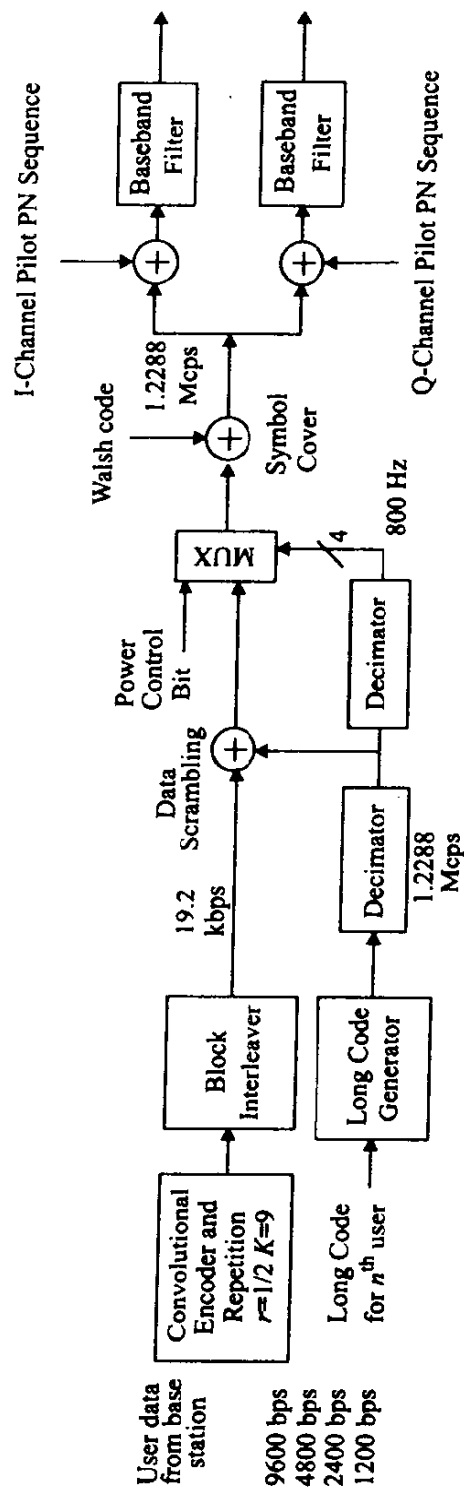 User data
from base
station
9600 bps
4800 bps
2400 bps
1200 bps
Convolutional
Encoder and
Repetition
r=1/2 K=9
Block
Interleaver
19.2
kbps
Data
Scrambling
Power
Control
Bit
MUX
Walsh code
Symbol
Cover
1.2288
Mcps
I-Channel Pilot PN Sequence
Baseband
Filter
Baseband
Filter
Q-Channel Pilot PN Sequence
Long Code
for nth user
Long Code
Generator
Decimator
1.2288
Mcps
Decimator
4
800 Hz